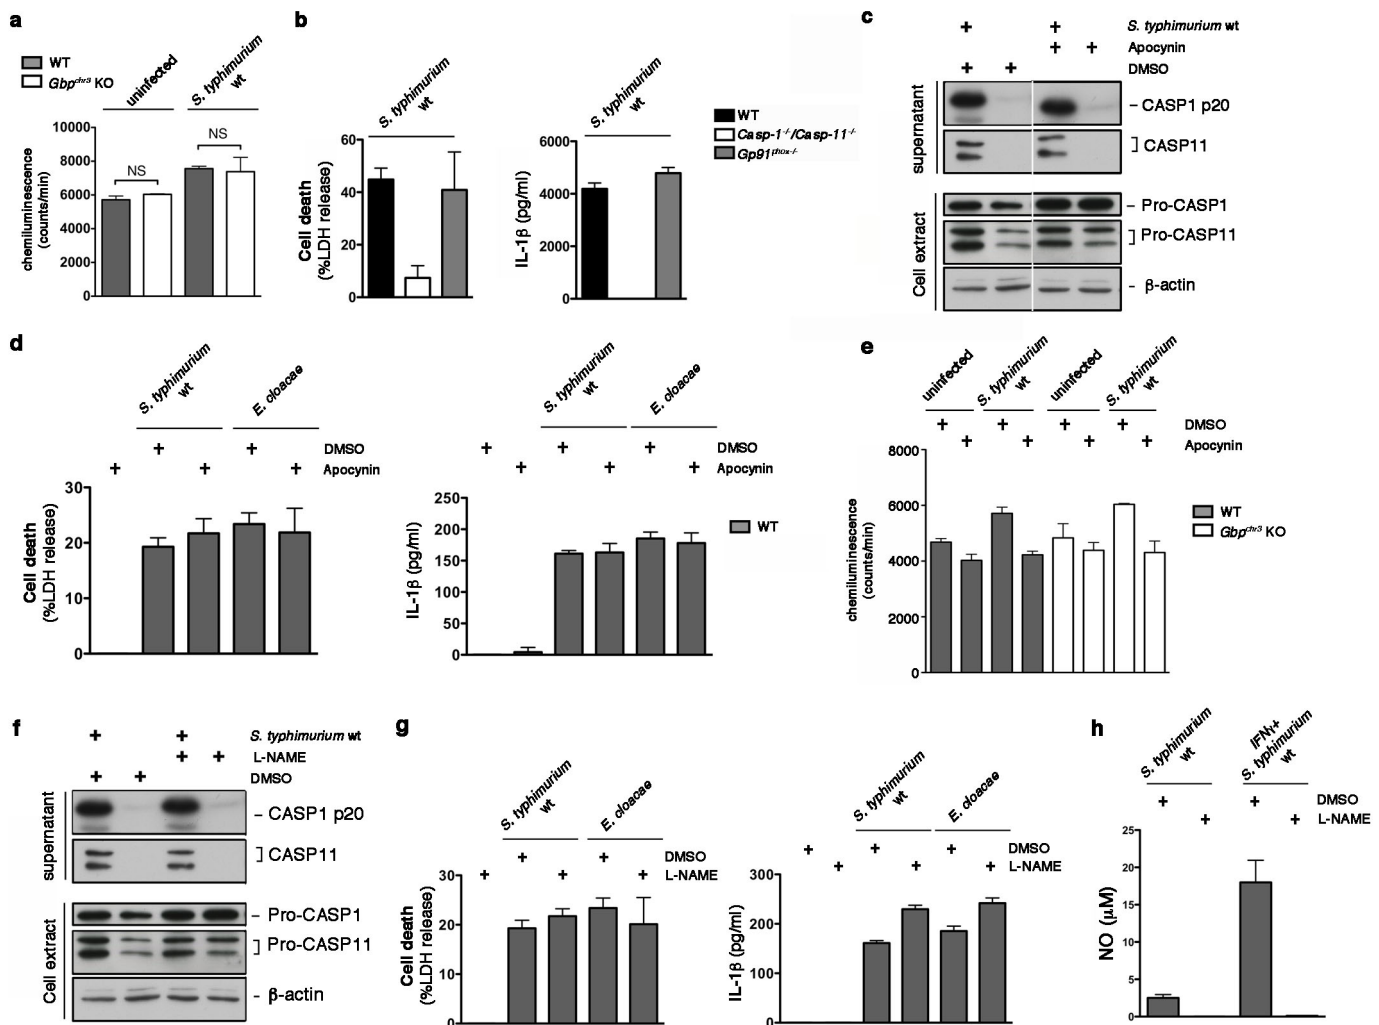 a
WT
Gbp^chr3 KO
uninfected
S. typhimurium
wt
NS
NS
chemiluminescence
(counts/min)
10000
8000
6000
4000
2000
0
b
S. typhimurium
wt
Cell death
(%LDH release)
60
40
20
0
S. typhimurium
wt
IL-1β (pg/ml)
6000
4000
2000
0
WT
Casp-1-/-/Casp-11-/-
Gp91phox-/-
c
+ + S. typhimurium wt
+ + Apocynin
+ + DMSO
supernatant
- CASP1 p20
] CASP11
Cell extract
- Pro-CASP1
] Pro-CASP11
- β-actin
d
S. typhimurium
wt
E. cloacae
+ + DMSO
+ + + Apocynin
Cell death
(%LDH release)
30
20
10
0
S. typhimurium
wt
E. cloacae
+ + + DMSO
+ + + Apocynin
IL-1β (pg/ml)
250
200
150
100
50
0
WT
e
uninfected
S. typhimurium
wt
uninfected
S. typhimurium
wt
+ + + + DMSO
+ + + + Apocynin
chemiluminescence
(counts/min)
8000
6000
4000
2000
0
WT
Gbp^chr3 KO
f
+ + S. typhimurium wt
+ + L-NAME
+ + DMSO
supernatant
- CASP1 p20
] CASP11
Cell extract
- Pro-CASP1
] Pro-CASP11
- β-actin
g
S. typhimurium
wt
E. cloacae
+ + DMSO
+ + + L-NAME
Cell death
(%LDH release)
30
20
10
0
S. typhimurium
wt
E. cloacae
+ + + DMSO
+ + + L-NAME
IL-1β (pg/ml)
300
200
100
0
h
S. typhimurium
wt
IFNγ+
S. typhimurium
wt
+ + DMSO
+ + L-NAME
NO (μM)
25
20
15
10
5
0